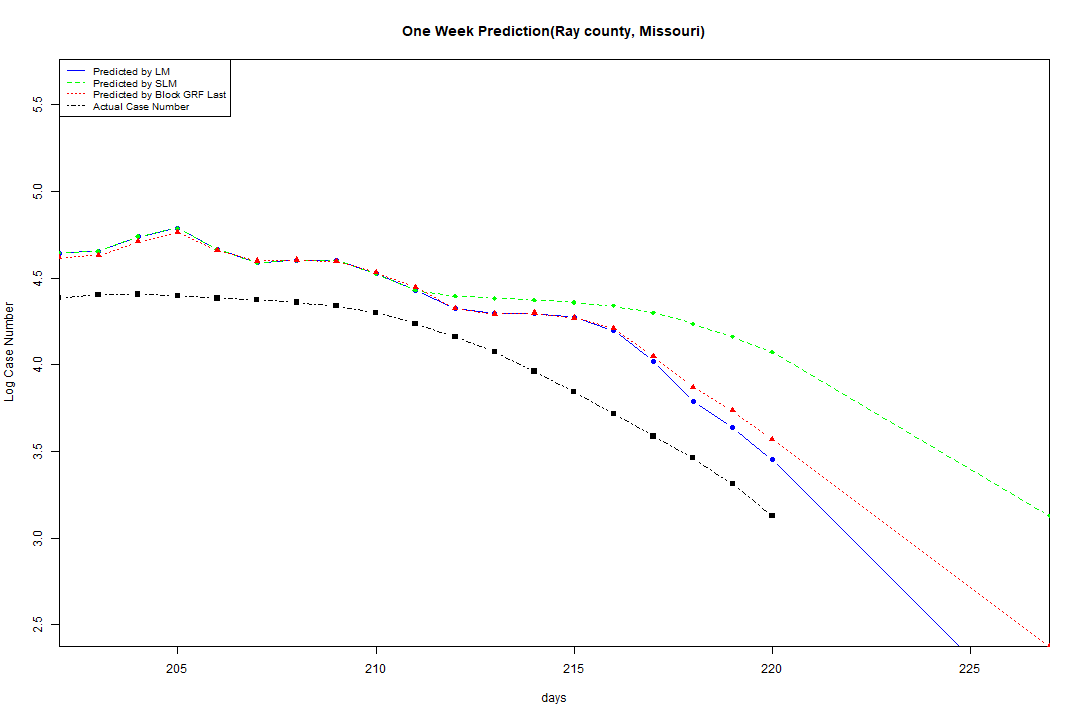 One Week Prediction(Ray county, Missouri)
Predicted by LM
Predicted by SLM
Predicted by Block GRF Last
Actual Case Number
5.5
5.0
4.5
4.0
3.5
3.0
2.5
Log Case Number
205 210 215 220 225
days